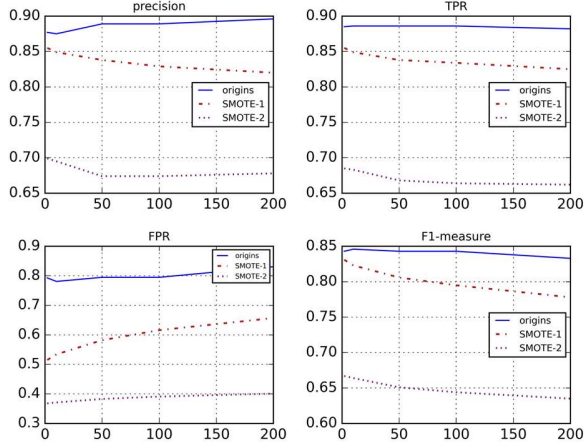 precision
0.90
0.85
0.80
0.75
0.70
0.65
0 50 100 150 200
origins
SMOTE-1
SMOTE-2
TPR
0.90
0.85
0.80
0.75
0.70
0.65
0 50 100 150 200
origins
SMOTE-1
SMOTE-2
FPR
0.9
0.8
0.7
0.6
0.5
0.4
0.3
0 50 100 150 200
origins
SMOTE-1
SMOTE-2
F1-measure
0.85
0.80
0.75
0.70
0.65
0.60
0 50 100 150 200
origins
SMOTE-1
SMOTE-2